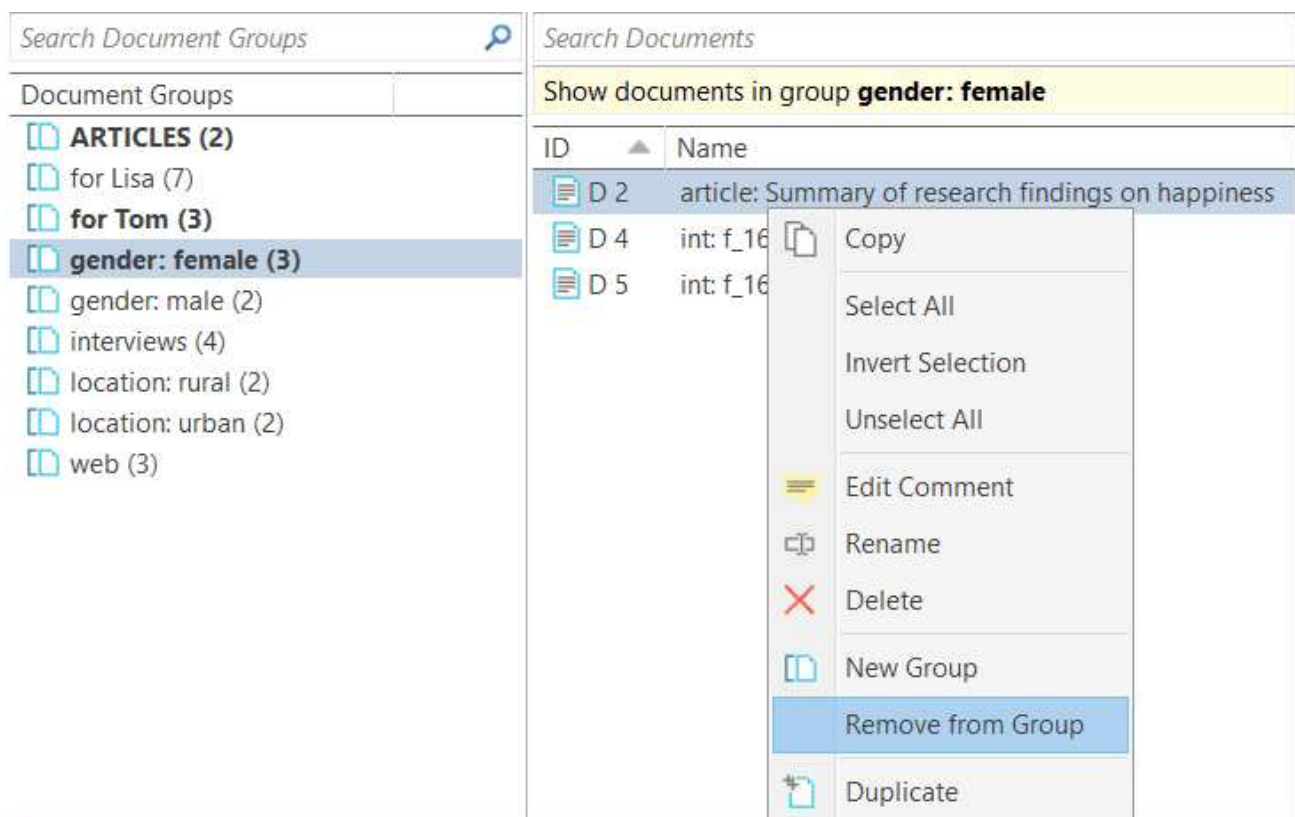 Search Document Groups
Document Groups
ARTICLES (2)
for Lisa (7)
for Tom (3)
gender: female (3)
gender: male (2)
interviews (4)
location: rural (2)
location: urban (2)
web (3)
Search Documents
Show documents in group gender: female
ID Name
D 2 article: Summary of research findings on happiness
D 4 int: f_16
D 5 int: f_16
Copy
Select All
Invert Selection
Unselect All
Edit Comment
Rename
Delete
New Group
Remove from Group
Duplicate